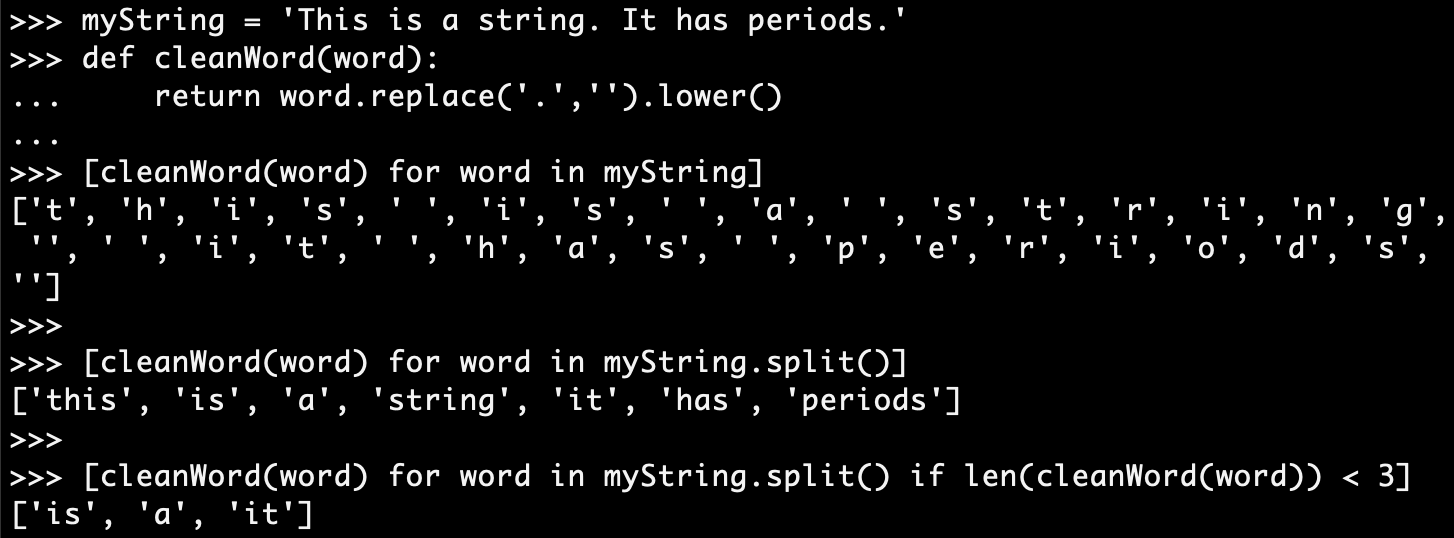 >>> myString = 'This is a string. It has periods.'
>>> def cleanWord(word):
...     return word.replace('.','').lower()
...
>>> [cleanWord(word) for word in myString]
['t', 'h', 'i', 's', ' ', 'i', 's', ' ', 'a', ' ', 's', 't', 'r', 'i', 'n', 'g',
 '', ' ', 'i', 't', ' ', 'h', 'a', 's', ' ', 'p', 'e', 'r', 'i', 'o', 'd', 's',
'']
>>>
>>> [cleanWord(word) for word in myString.split()]
['this', 'is', 'a', 'string', 'it', 'has', 'periods']
>>>
>>> [cleanWord(word) for word in myString.split() if len(cleanWord(word)) < 3]
['is', 'a', 'it']